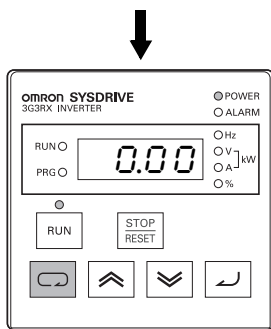 OMRON SYSDRIVE
3G3RX INVERTER
POWER
ALARM
RUN
PRG
0.00
Hz
V
A
kW
%
RUN
STOP
RESET